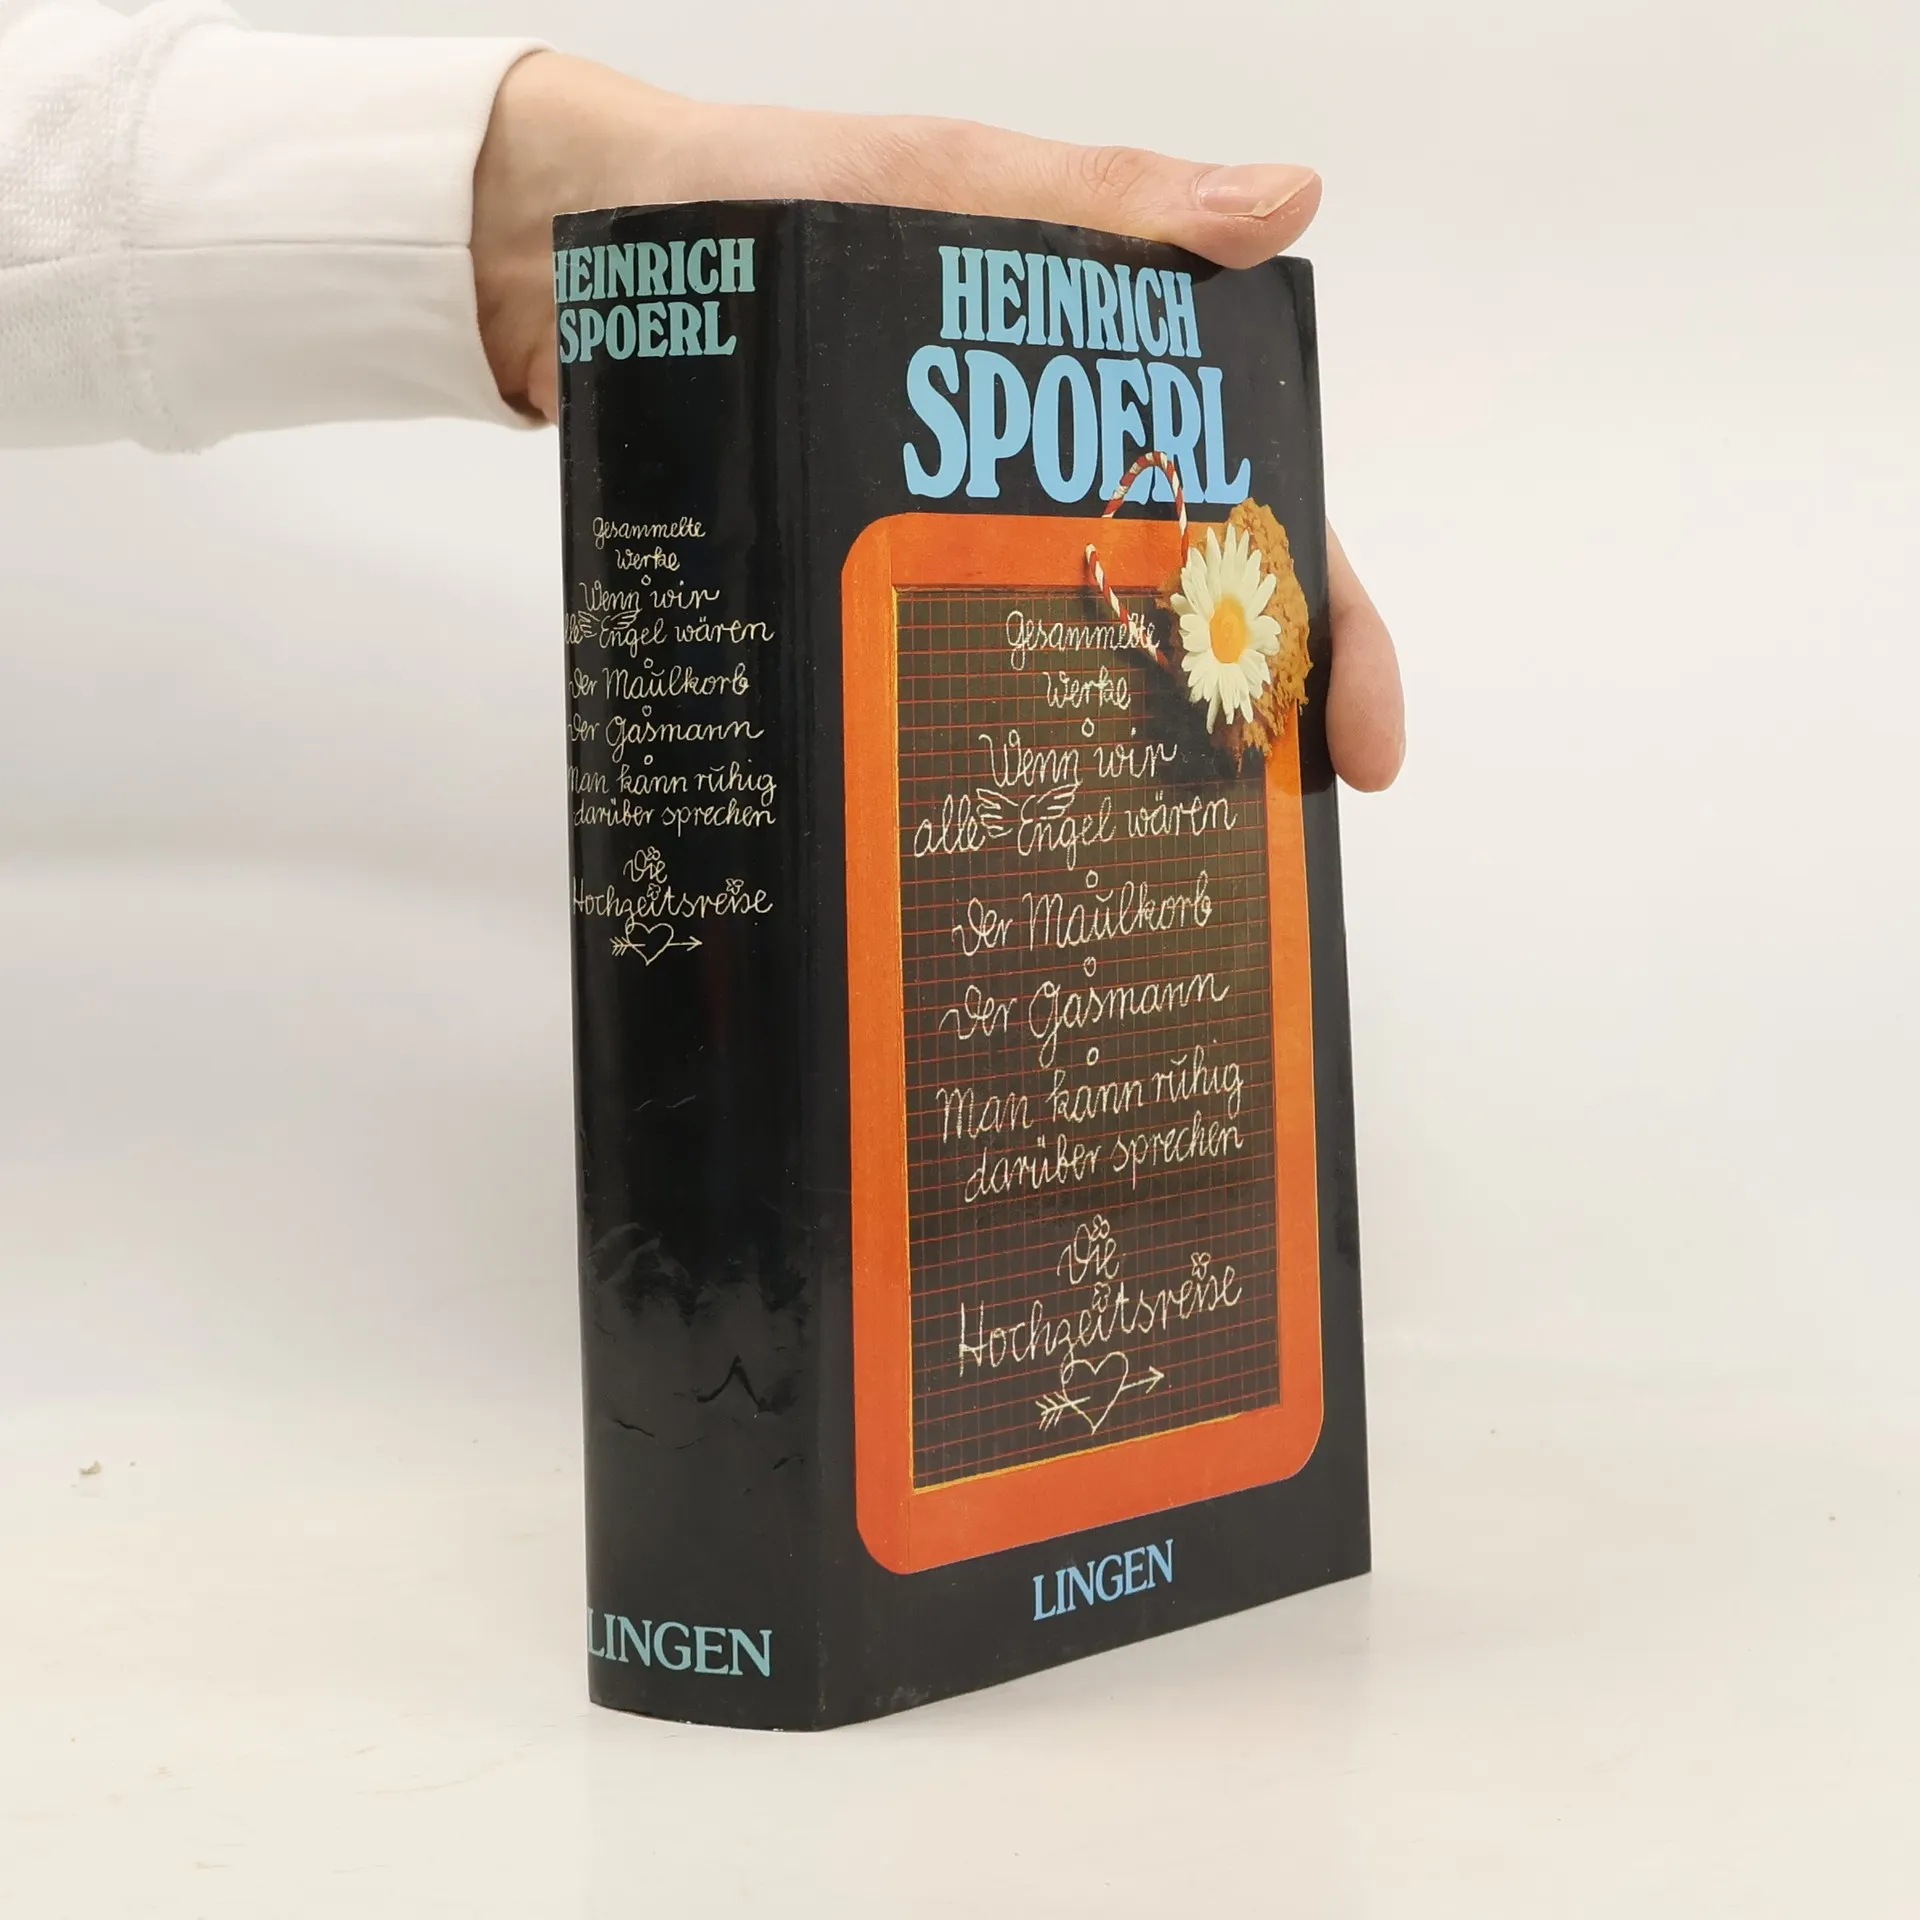 HEINRICH
SPOERL
Gesammelte
Werke
Wenn wir
alle Engel wären
Der Maulkorb
Der Gasmann
Man kann ruhig
darüber sprechen
Die
Hochzeitsreise
LINGEN
HEINRICH
SPOERL
Gesammelte
Werke
Wenn wir
alle Engel wären
Der Maulkorb
Der Gasmann
Man kann ruhig
darüber sprechen
Die
Hochzeitsreise
LINGEN